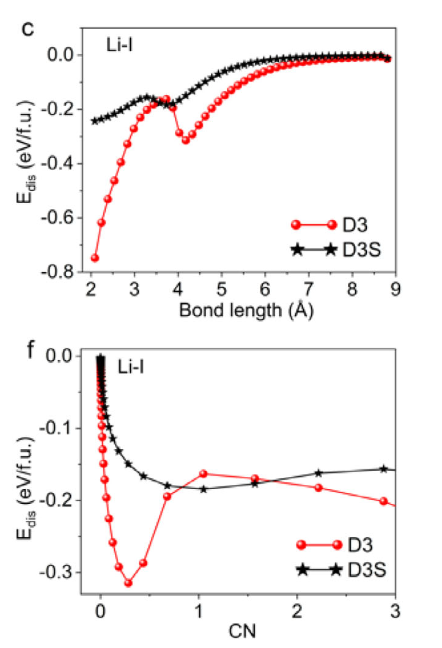 c
Li-I
0.0
-0.2
-0.4
-0.6
-0.8
E_dis (eV/f.u.)
D3
D3S
2 3 4 5 6 7 8 9
Bond length (Å)
f
Li-I
0.0
-0.1
-0.2
-0.3
E_dis (eV/f.u.)
D3
D3S
0 1 2 3
CN